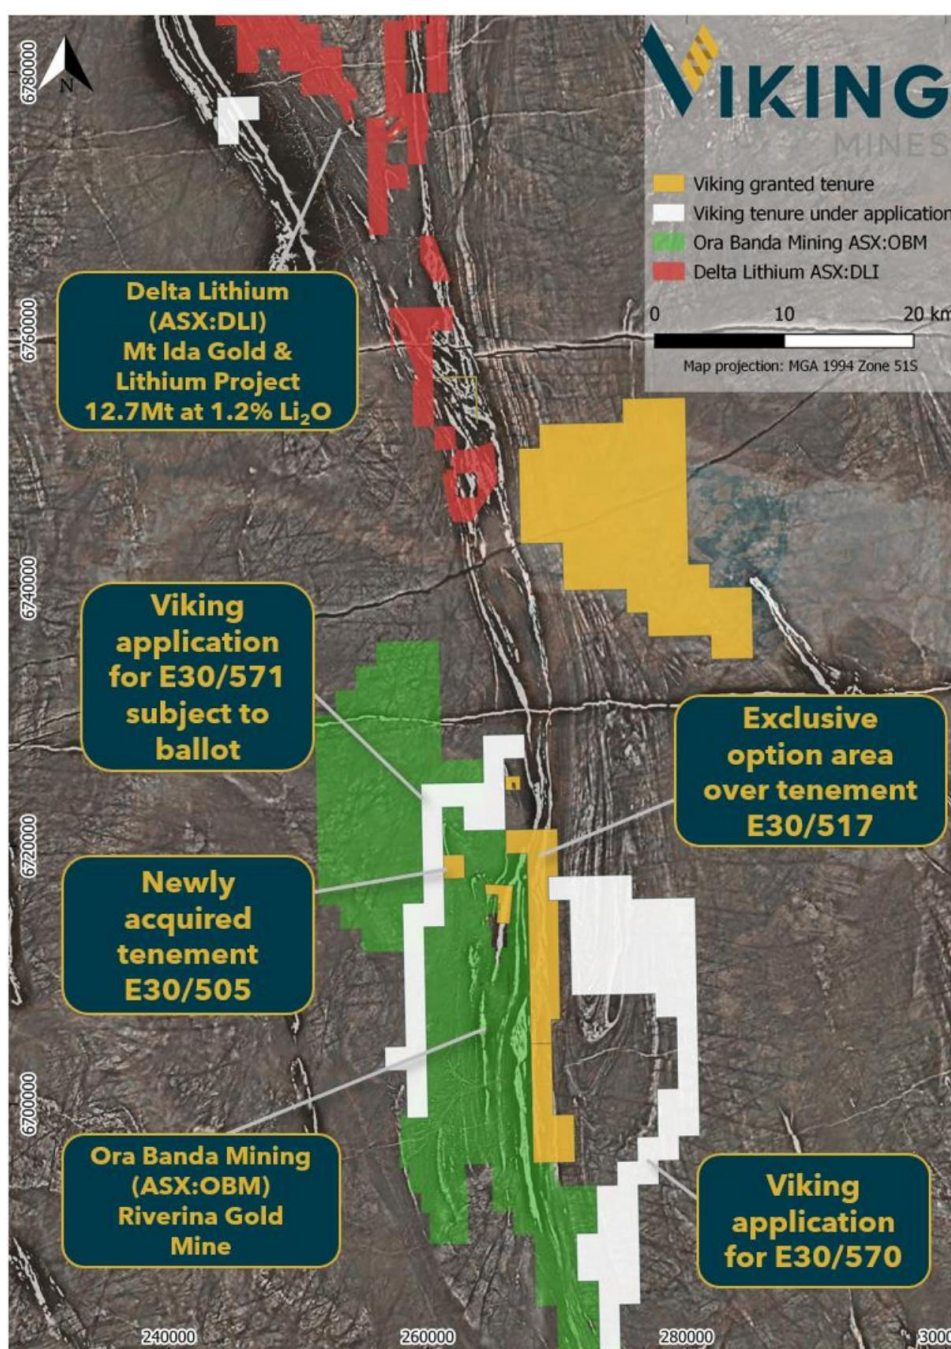 VIKING
MINES
Viking granted tenure
Viking tenure under application
Ora Banda Mining ASX:OBM
Delta Lithium ASX:DLI
0 10 20 km
Map projection: MGA 1994 Zone 51S
N
6780000
6760000
6740000
6720000
6700000
Delta Lithium
(ASX:DLI)
Mt Ida Gold &
Lithium Project
12.7Mt at 1.2% Li₂O
Viking
application
for E30/571
subject to
ballot
Exclusive
option area
over tenement
E30/517
Newly
acquired
tenement
E30/505
Ora Banda Mining
(ASX:OBM)
Riverina Gold
Mine
Viking
application
for E30/570
240000 260000 280000 3000